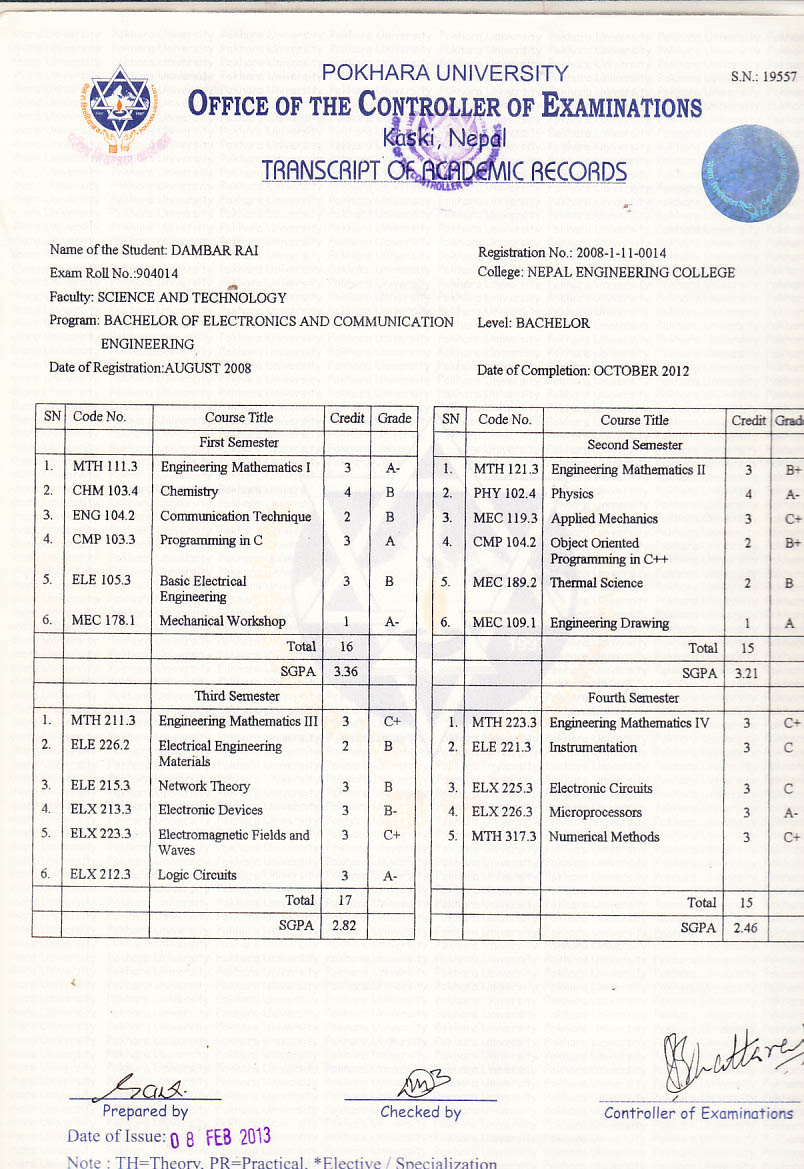 POKHARA UNIVERSITY
S.N.: 19557
OFFICE OF THE CONTROLLER OF EXAMINATIONS
Kaski, Nepal
TRANSCRIPT OF ACADEMIC RECORDS
Name of the Student: DAMBAR RAI
Registration No.: 2008-1-11-0014
Exam Roll No.:904014
College: NEPAL ENGINEERING COLLEGE
Faculty: SCIENCE AND TECHNOLOGY
Program: BACHELOR OF ELECTRONICS AND COMMUNICATION
ENGINEERING
Level: BACHELOR
Date of Registration:AUGUST 2008
Date of Completion: OCTOBER 2012
SN Code No. Course Title Credit Grade
First Semester
1. MTH 111.3 Engineering Mathematics I 3 A-
2. CHM 103.4 Chemistry 4 B
3. ENG 104.2 Communication Technique 2 B
4. CMP 103.3 Programming in C 3 A
5. ELE 105.3 Basic Electrical 3 B
Engineering
6. MEC 178.1 Mechanical Workshop 1 A-
Total 16
SGPA 3.36
SN Code No. Course Title Credit Grade
Second Semester
1. MTH 121.3 Engineering Mathematics II 3 B+
2. PHY 102.4 Physics 4 A-
3. MEC 119.3 Applied Mechanics 3 C+
4. CMP 104.2 Object Oriented 2 B+
Programming in C++
5. MEC 189.2 Thermal Science 2 B
6. MEC 109.1 Engineering Drawing 1 A
Total 15
SGPA 3.21
Third Semester
1. MTH 211.3 Engineering Mathematics III 3 C+
2. ELE 226.2 Electrical Engineering 2 B
Materials
3. ELE 215.3 Network Theory 3 B
4. ELX 213.3 Electronic Devices 3 B-
5. ELX 223.3 Electromagnetic Fields and 3 C+
Waves
6. ELX 212.3 Logic Circuits 3 A-
Total 17
SGPA 2.82
Fourth Semester
1. MTH 223.3 Engineering Mathematics IV 3 C+
2. ELE 221.3 Instrumentation 3 C
3. ELX 225.3 Electronic Circuits 3 C
4. ELX 226.3 Microprocessors 3 A-
5. MTH 317.3 Numerical Methods 3 C+
Total 15
SGPA 2.46
Prepared by
Checked by
Controller of Examinations
Date of Issue: 08 FEB 2013
Note : TH=Theory, PR=Practical, *Elective / Specialization